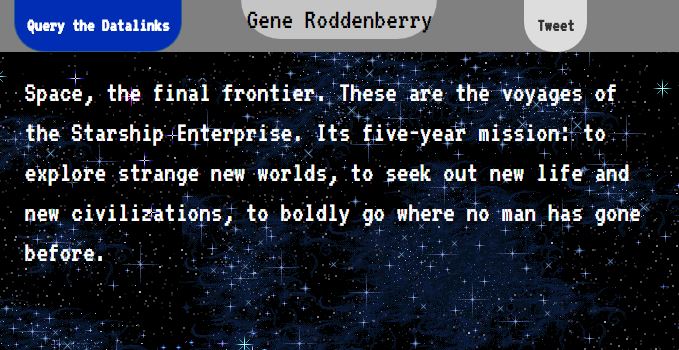 Query the Datalinks
Gene Roddenberry
Tweet
Space, the final frontier. These are the voyages of
the Starship Enterprise. Its five-year mission: to
explore strange new worlds, to seek out new life and
new civilizations, to boldly go where no man has gone
before.